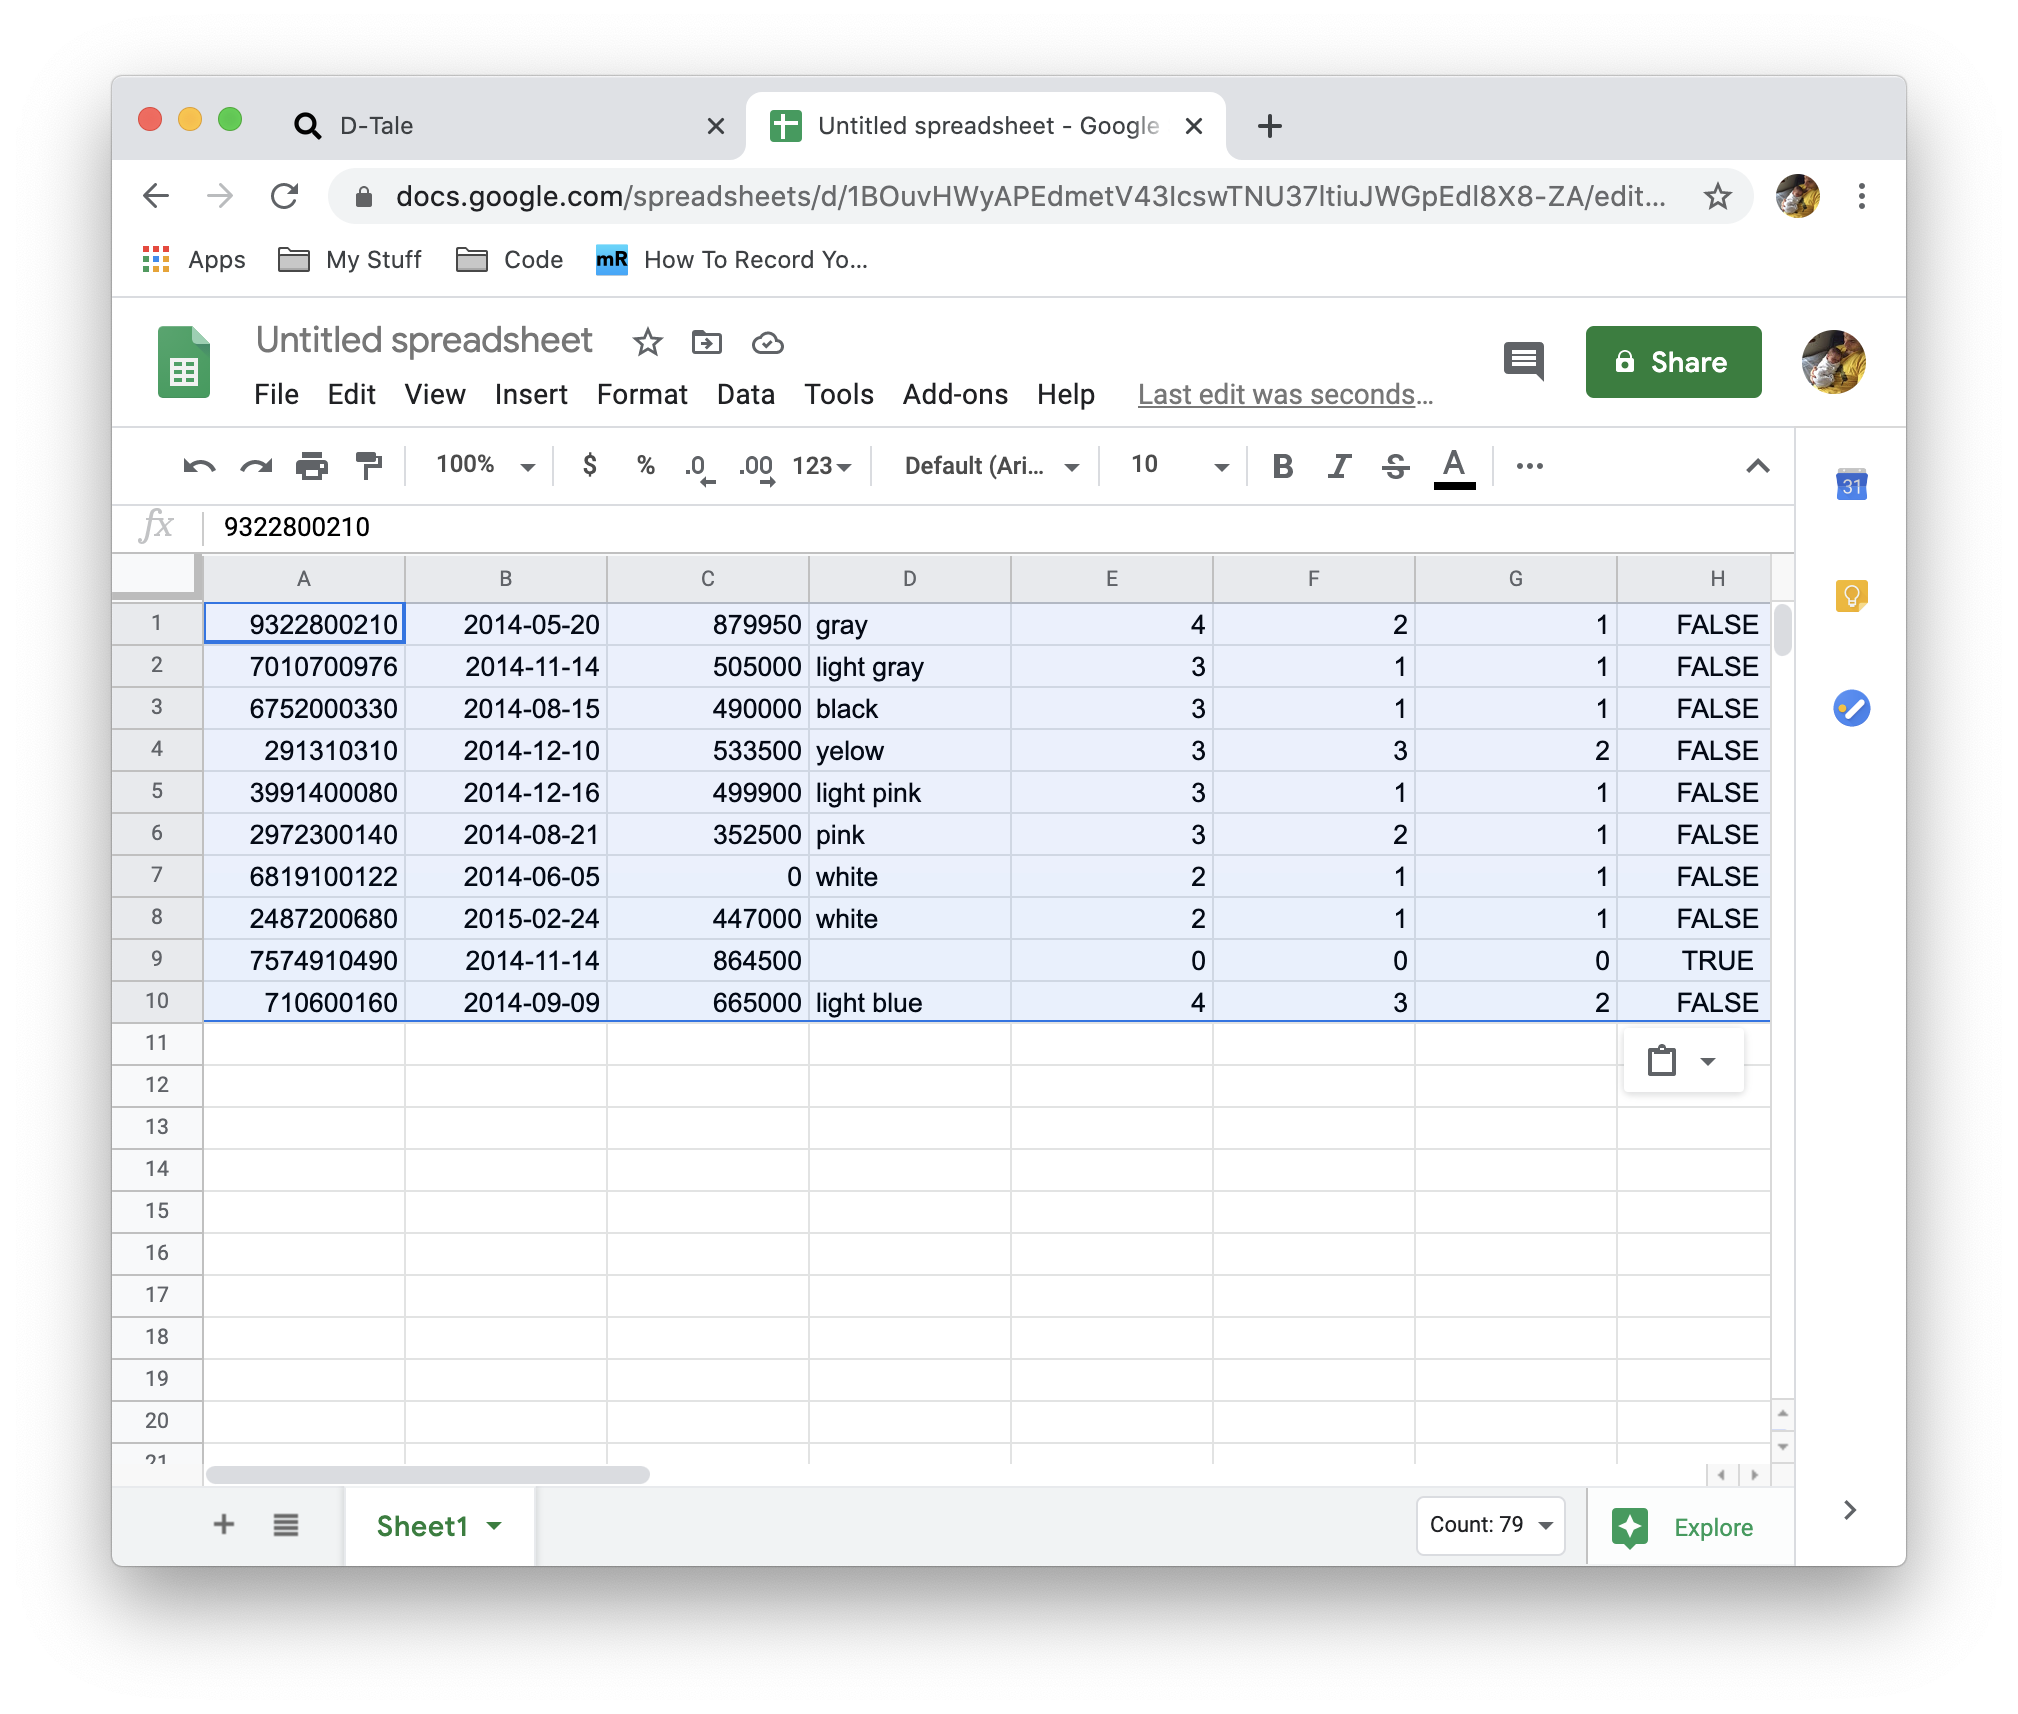 D-Tale
Untitled spreadsheet - Google
docs.google.com/spreadsheets/d/1BOuvHWyAPEdmetV43IcswTNU37ltiuJWGpEdl8X8-ZA/edit...
Apps My Stuff Code mR How To Record Yo...
Untitled spreadsheet
Share
File Edit View Insert Format Data Tools Add-ons Help Last edit was seconds...
100% $ % .0 .00 123 Default (Ari... 10 B I S A
31
fx 9322800210
A B C D E F G H
1 9322800210 2014-05-20 879950 gray 4 2 1 FALSE
2 7010700976 2014-11-14 505000 light gray 3 1 1 FALSE
3 6752000330 2014-08-15 490000 black 3 1 1 FALSE
4 291310310 2014-12-10 533500 yelow 3 3 2 FALSE
5 3991400080 2014-12-16 499900 light pink 3 1 1 FALSE
6 2972300140 2014-08-21 352500 pink 3 2 1 FALSE
7 6819100122 2014-06-05 0 white 2 1 1 FALSE
8 2487200680 2015-02-24 447000 white 2 1 1 FALSE
9 7574910490 2014-11-14 864500 0 0 0 TRUE
10 710600160 2014-09-09 665000 light blue 4 3 2 FALSE
11
12
13
14
15
16
17
18
19
20
21
Sheet1 Count: 79 Explore